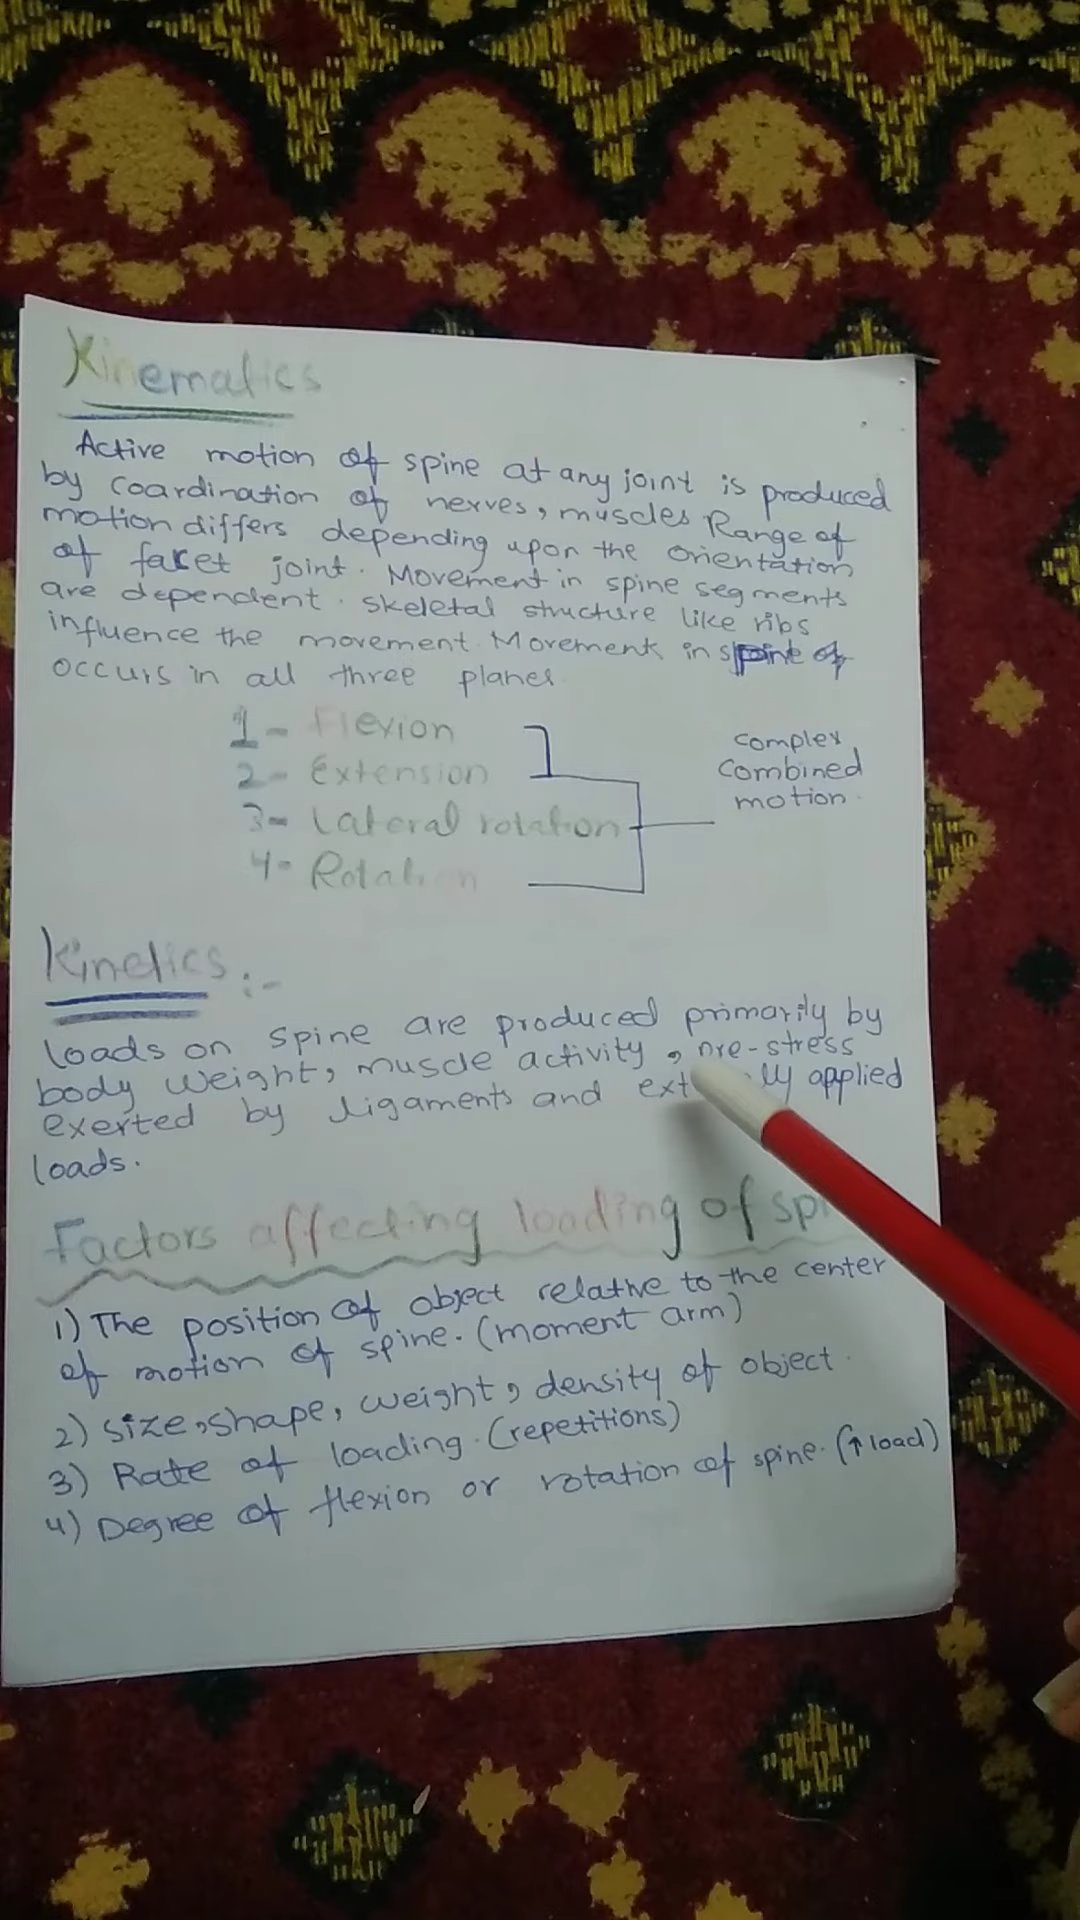 Kinematics
Active motion of spine at any joint is produced
by coardination of nerves, muscles Range of
motion differs depending upon the orientation
of facet joint. Movement in spine segments
are dependent. skeletal structure like ribs
influence the movement. Movement in spine of
occurs in all three planes
1- Flexion
2- Extension
3- Lateral rotation
4- Rotation
complex
combined
motion.
Kinetics:-
loads on spine are produced primarily by
body weight, muscle activity, pre-stress
exerted by ligaments and applied
loads.
Factors affecting loading of
1) The position of object relative to the center
of motion of spine. (moment arm)
2) size, shape, weight, density of object.
3) Rate of loading. (repetitions)
4) Degree of flexion or rotation of spine. (↑ load)